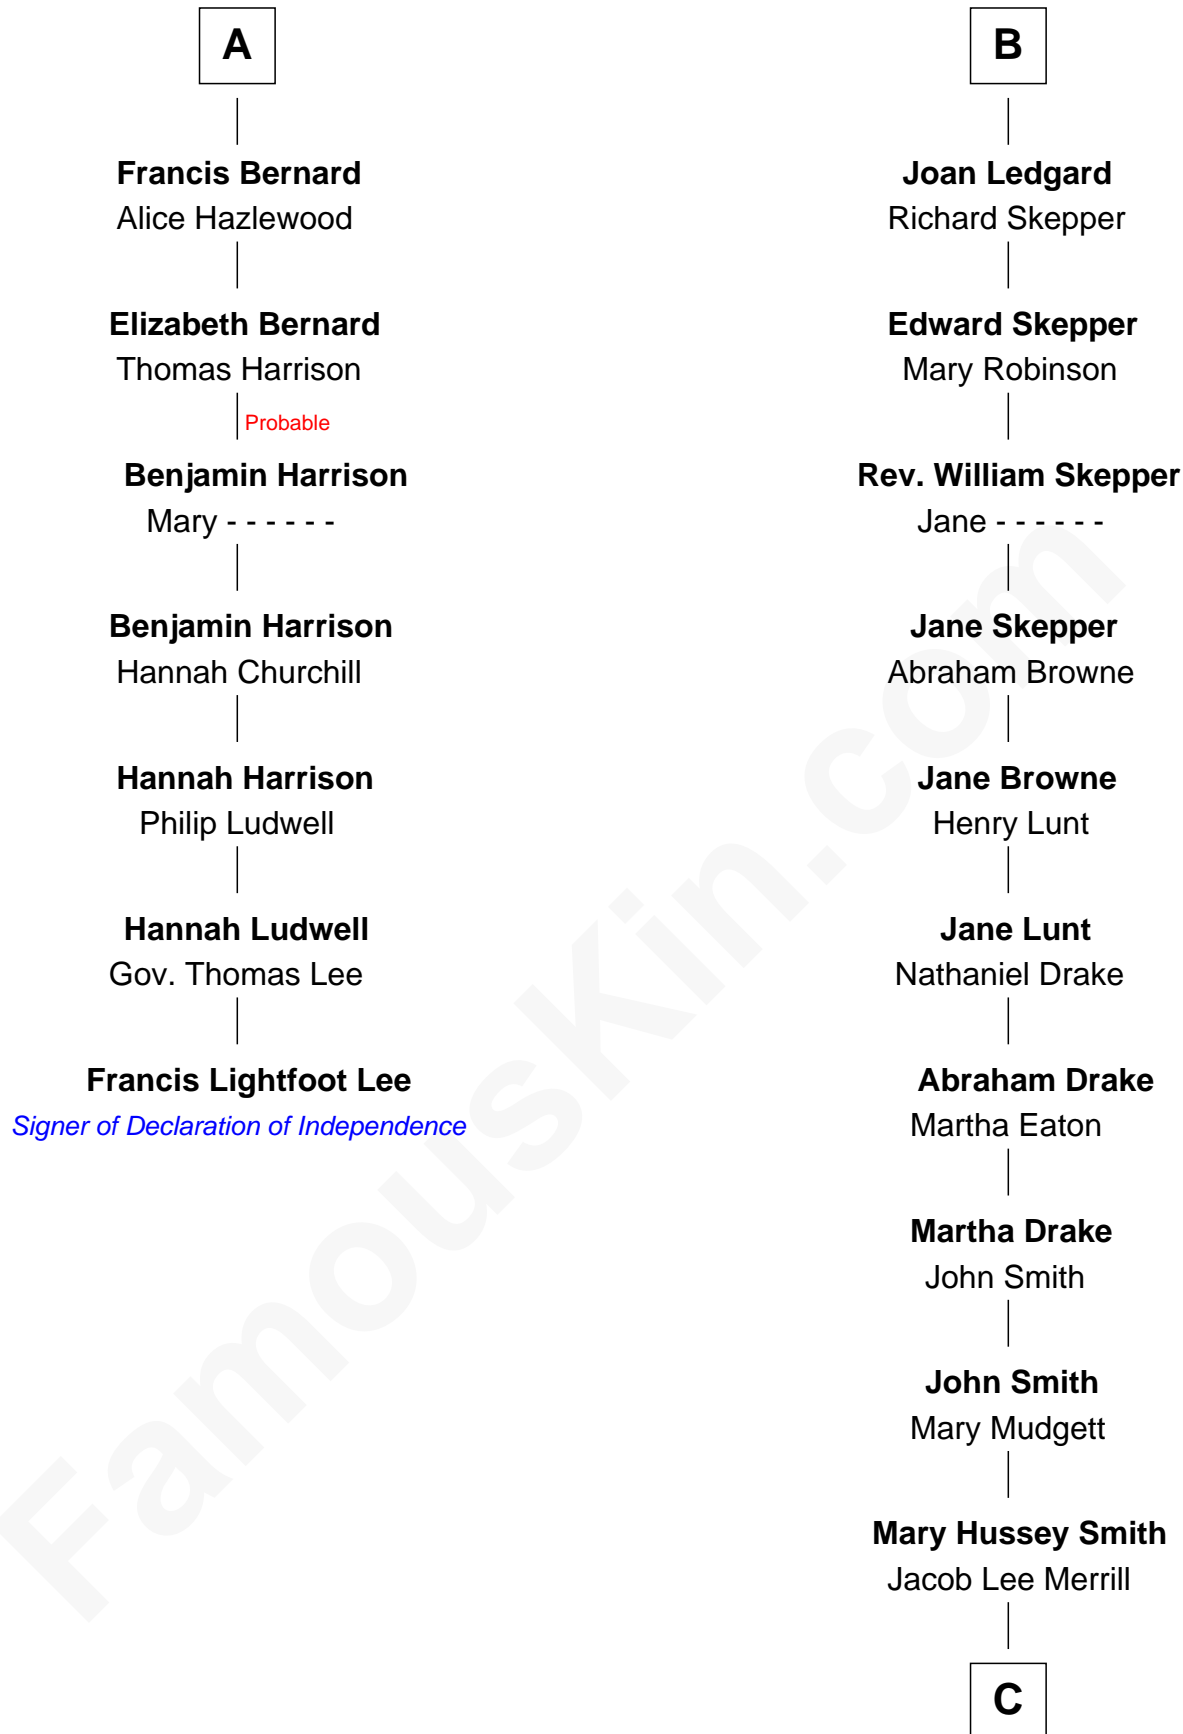 A
Francis Bernard
Alice Hazlewood
Elizabeth Bernard
Thomas Harrison
Probable
Benjamin Harrison
Mary - - - - - -
Benjamin Harrison
Hannah Churchill
Hannah Harrison
Philip Ludwell
Hannah Ludwell
Gov. Thomas Lee
Francis Lightfoot Lee
Signer of Declaration of Independence
B
Joan Ledgard
Richard Skepper
Edward Skepper
Mary Robinson
Rev. William Skepper
Jane - - - - - -
Jane Skepper
Abraham Browne
Jane Browne
Henry Lunt
Jane Lunt
Nathaniel Drake
Abraham Drake
Martha Eaton
Martha Drake
John Smith
John Smith
Mary Mudgett
Mary Hussey Smith
Jacob Lee Merrill
C
FamousKin.com